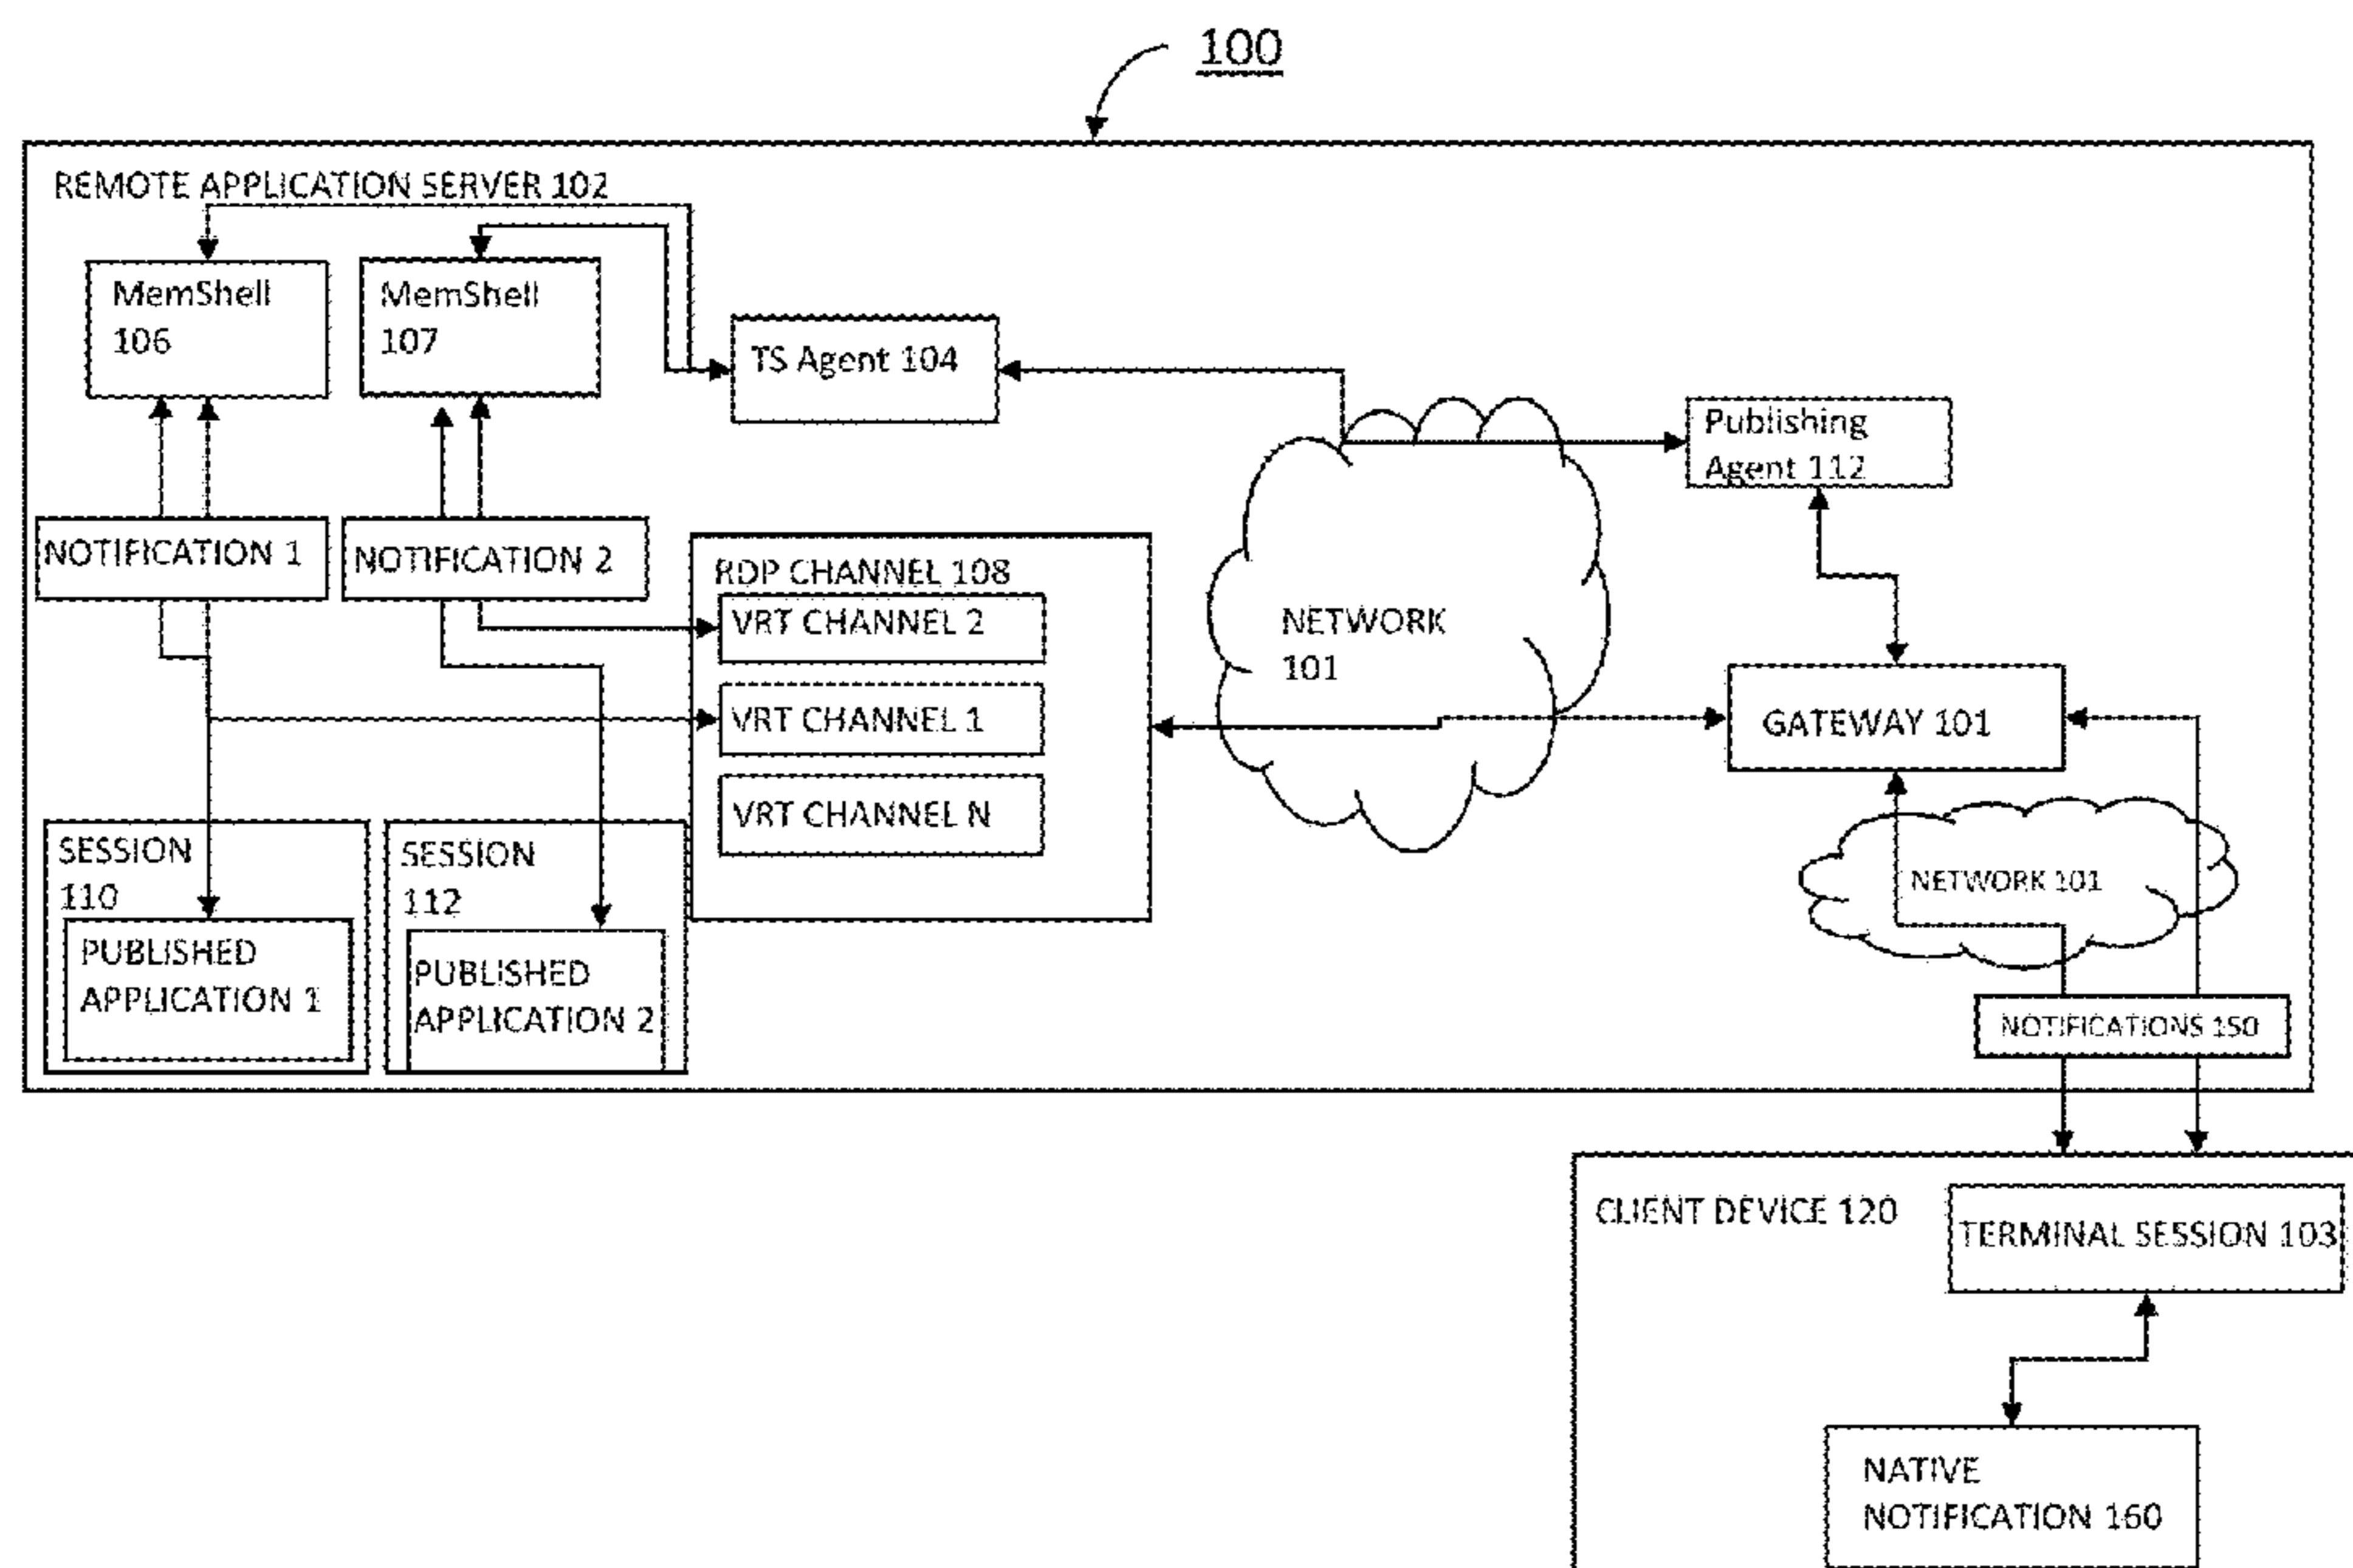 100
REMOTE APPLICATION SERVER 102
MemShell
106
MemShell
107
TS Agent 104
Publishing
Agent 112
NOTIFICATION 1
NOTIFICATION 2
RDP CHANNEL 108
VRT CHANNEL 2
VRT CHANNEL 1
VRT CHANNEL N
NETWORK
101
GATEWAY 101
NETWORK 101
SESSION
110
PUBLISHED
APPLICATION 1
SESSION
112
PUBLISHED
APPLICATION 2
NOTIFICATIONS 150
CLIENT DEVICE 120
TERMINAL SESSION 103
NATIVE
NOTIFICATION 160